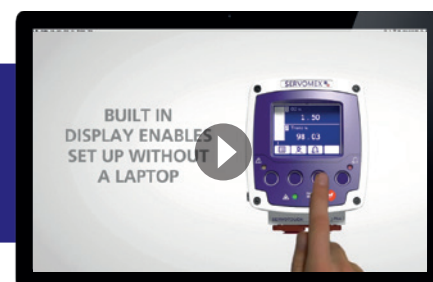 BUILT IN
DISPLAY ENABLES
SET UP WITHOUT
A LAPTOP
SERVOMEX
1.50
98.03